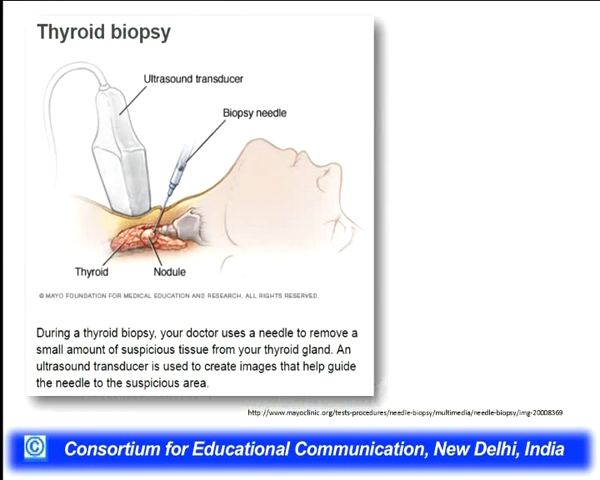 Thyroid biopsy
Ultrasound transducer
Biopsy needle
Thyroid
Nodule
© MAYO FOUNDATION FOR MEDICAL EDUCATION AND RESEARCH. ALL RIGHTS RESERVED.
During a thyroid biopsy, your doctor uses a needle to remove a
small amount of suspicious tissue from your thyroid gland. An
ultrasound transducer is used to create images that help guide
the needle to the suspicious area.
http://www.mayoclinic.org/tests-procedures/needle-biopsy/multimedia/needle-biopsy/img-20008369
© Consortium for Educational Communication, New Delhi, India